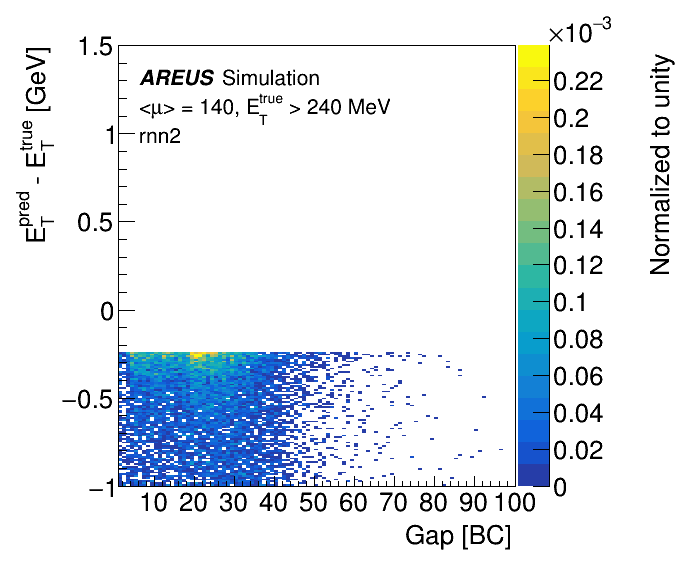 ×10⁻³
AREUS Simulation
<μ> = 140, E_T^true > 240 MeV
rnn2
E_T^pred - E_T^true [GeV]
1.5
1
0.5
0
−0.5
−1
10 20 30 40 50 60 70 80 90 100
Gap [BC]
0.22
0.2
0.18
0.16
0.14
0.12
0.1
0.08
0.06
0.04
0.02
0
Normalized to unity